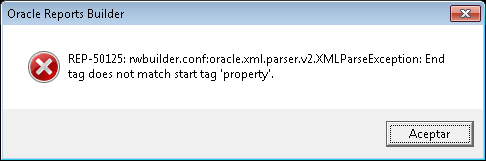 Oracle Reports Builder
REP-50125: rwbuilder.conf:oracle.xml.parser.v2.XMLParseException: End
tag does not match start tag 'property'.
Aceptar